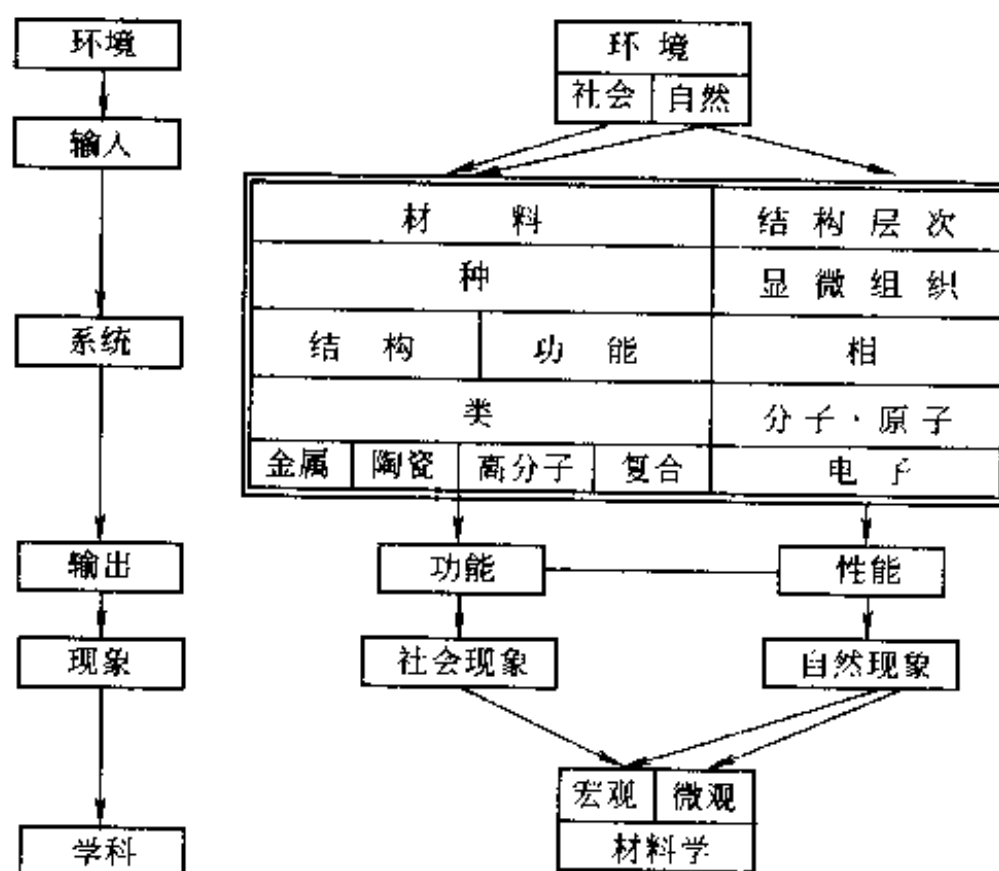 环境
输入
系统
输出
现象
学科
环 境
社会 自然
材 料
种
结 构 功 能
类
金属 陶瓷 高分子 复合
结 构 层 次
显 微 组 织
相
分 子 · 原 子
电 子
功能 性能
社会现象 自然现象
宏观 微观
材料学